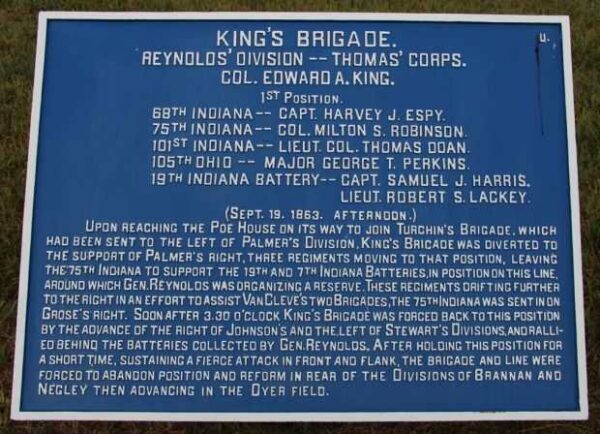 U.
KING'S BRIGADE.
REYNOLDS' DIVISION -- THOMAS' CORPS.
COL. EDWARD A. KING.
1ST POSITION.
68TH INDIANA -- CAPT. HARVEY J. ESPY.
75TH INDIANA -- COL. MILTON S. ROBINSON.
101ST INDIANA -- LIEUT. COL. THOMAS DOAN.
105TH OHIO -- MAJOR GEORGE T. PERKINS.
19TH INDIANA BATTERY -- CAPT. SAMUEL J. HARRIS.
LIEUT. ROBERT S. LACKEY.
(SEPT. 19. 1863. AFTERNOON.)
UPON REACHING THE POE HOUSE ON ITS WAY TO JOIN TURCHIN'S BRIGADE, WHICH
HAD BEEN SENT TO THE LEFT OF PALMER'S DIVISION, KING'S BRIGADE WAS DIVERTED TO
THE SUPPORT OF PALMER'S RIGHT, THREE REGIMENTS MOVING TO THAT POSITION, LEAVING
THE 75TH INDIANA TO SUPPORT THE 19TH AND 7TH INDIANA BATTERIES, IN POSITION ON THIS LINE,
AROUND WHICH GEN. REYNOLDS WAS ORGANIZING A RESERVE. THESE REGIMENTS DRIFTING FURTHER
TO THE RIGHT IN AN EFFORT TO ASSIST VAN CLEVE'S TWO BRIGADES, THE 75TH INDIANA WAS SENT IN ON
GROSE'S RIGHT. SOON AFTER 3.30 O'CLOCK KING'S BRIGADE WAS FORCED BACK TO THIS POSITION
BY THE ADVANCE OF THE RIGHT OF JOHNSON'S AND THE LEFT OF STEWART'S DIVISIONS, AND RALLI-
ED BEHIND THE BATTERIES COLLECTED BY GEN. REYNOLDS. AFTER HOLDING THIS POSITION FOR
A SHORT TIME, SUSTAINING A FIERCE ATTACK IN FRONT AND FLANK, THE BRIGADE AND LINE WERE
FORCED TO ABANDON POSITION AND REFORM IN REAR OF THE DIVISIONS OF BRANNAN AND
NEGLEY THEN ADVANCING IN THE DYER FIELD.